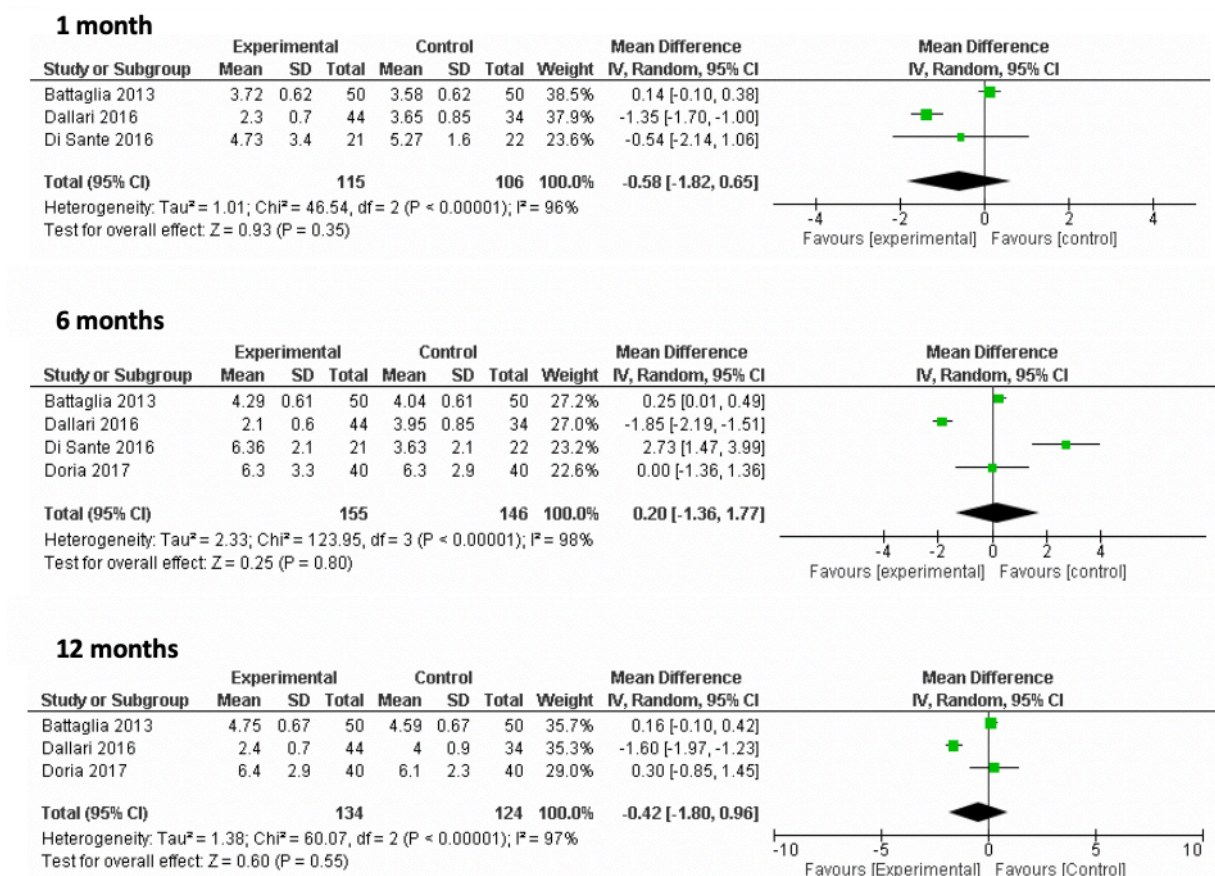 1 month
Experimental Control Mean Difference Mean Difference
Study or Subgroup Mean SD Total Mean SD Total Weight IV, Random, 95% CI IV, Random, 95% CI
Battaglia 2013 3.72 0.62 50 3.58 0.62 50 38.5% 0.14 [-0.10, 0.38]
Dallari 2016 2.3 0.7 44 3.65 0.85 34 37.9% -1.35 [-1.70, -1.00]
Di Sante 2016 4.73 3.4 21 5.27 1.6 22 23.6% -0.54 [-2.14, 1.06]
Total (95% CI) 115 106 100.0% -0.58 [-1.82, 0.65]
Heterogeneity: Tau² = 1.01; Chi² = 46.54, df = 2 (P < 0.00001); I² = 96%
Test for overall effect: Z = 0.93 (P = 0.35)
-4 -2 0 2 4
Favours [experimental] Favours [control]
6 months
Experimental Control Mean Difference Mean Difference
Study or Subgroup Mean SD Total Mean SD Total Weight IV, Random, 95% CI IV, Random, 95% CI
Battaglia 2013 4.29 0.61 50 4.04 0.61 50 27.2% 0.25 [0.01, 0.49]
Dallari 2016 2.1 0.6 44 3.95 0.85 34 27.0% -1.85 [-2.19, -1.51]
Di Sante 2016 6.36 2.1 21 3.63 2.1 22 23.2% 2.73 [1.47, 3.99]
Doria 2017 6.3 3.3 40 6.3 2.9 40 22.6% 0.00 [-1.36, 1.36]
Total (95% CI) 155 146 100.0% 0.20 [-1.36, 1.77]
Heterogeneity: Tau² = 2.33; Chi² = 123.95, df = 3 (P < 0.00001); I² = 98%
Test for overall effect: Z = 0.25 (P = 0.80)
-4 -2 0 2 4
Favours [experimental] Favours [control]
12 months
Experimental Control Mean Difference Mean Difference
Study or Subgroup Mean SD Total Mean SD Total Weight IV, Random, 95% CI IV, Random, 95% CI
Battaglia 2013 4.75 0.67 50 4.59 0.67 50 35.7% 0.16 [-0.10, 0.42]
Dallari 2016 2.4 0.7 44 4 0.9 34 35.3% -1.60 [-1.97, -1.23]
Doria 2017 6.4 2.9 40 6.1 2.3 40 29.0% 0.30 [-0.85, 1.45]
Total (95% CI) 134 124 100.0% -0.42 [-1.80, 0.96]
Heterogeneity: Tau² = 1.38; Chi² = 60.07, df = 2 (P < 0.00001); I² = 97%
Test for overall effect: Z = 0.60 (P = 0.55)
-10 -5 0 5 10
Favours [Experimental] Favours [Control]